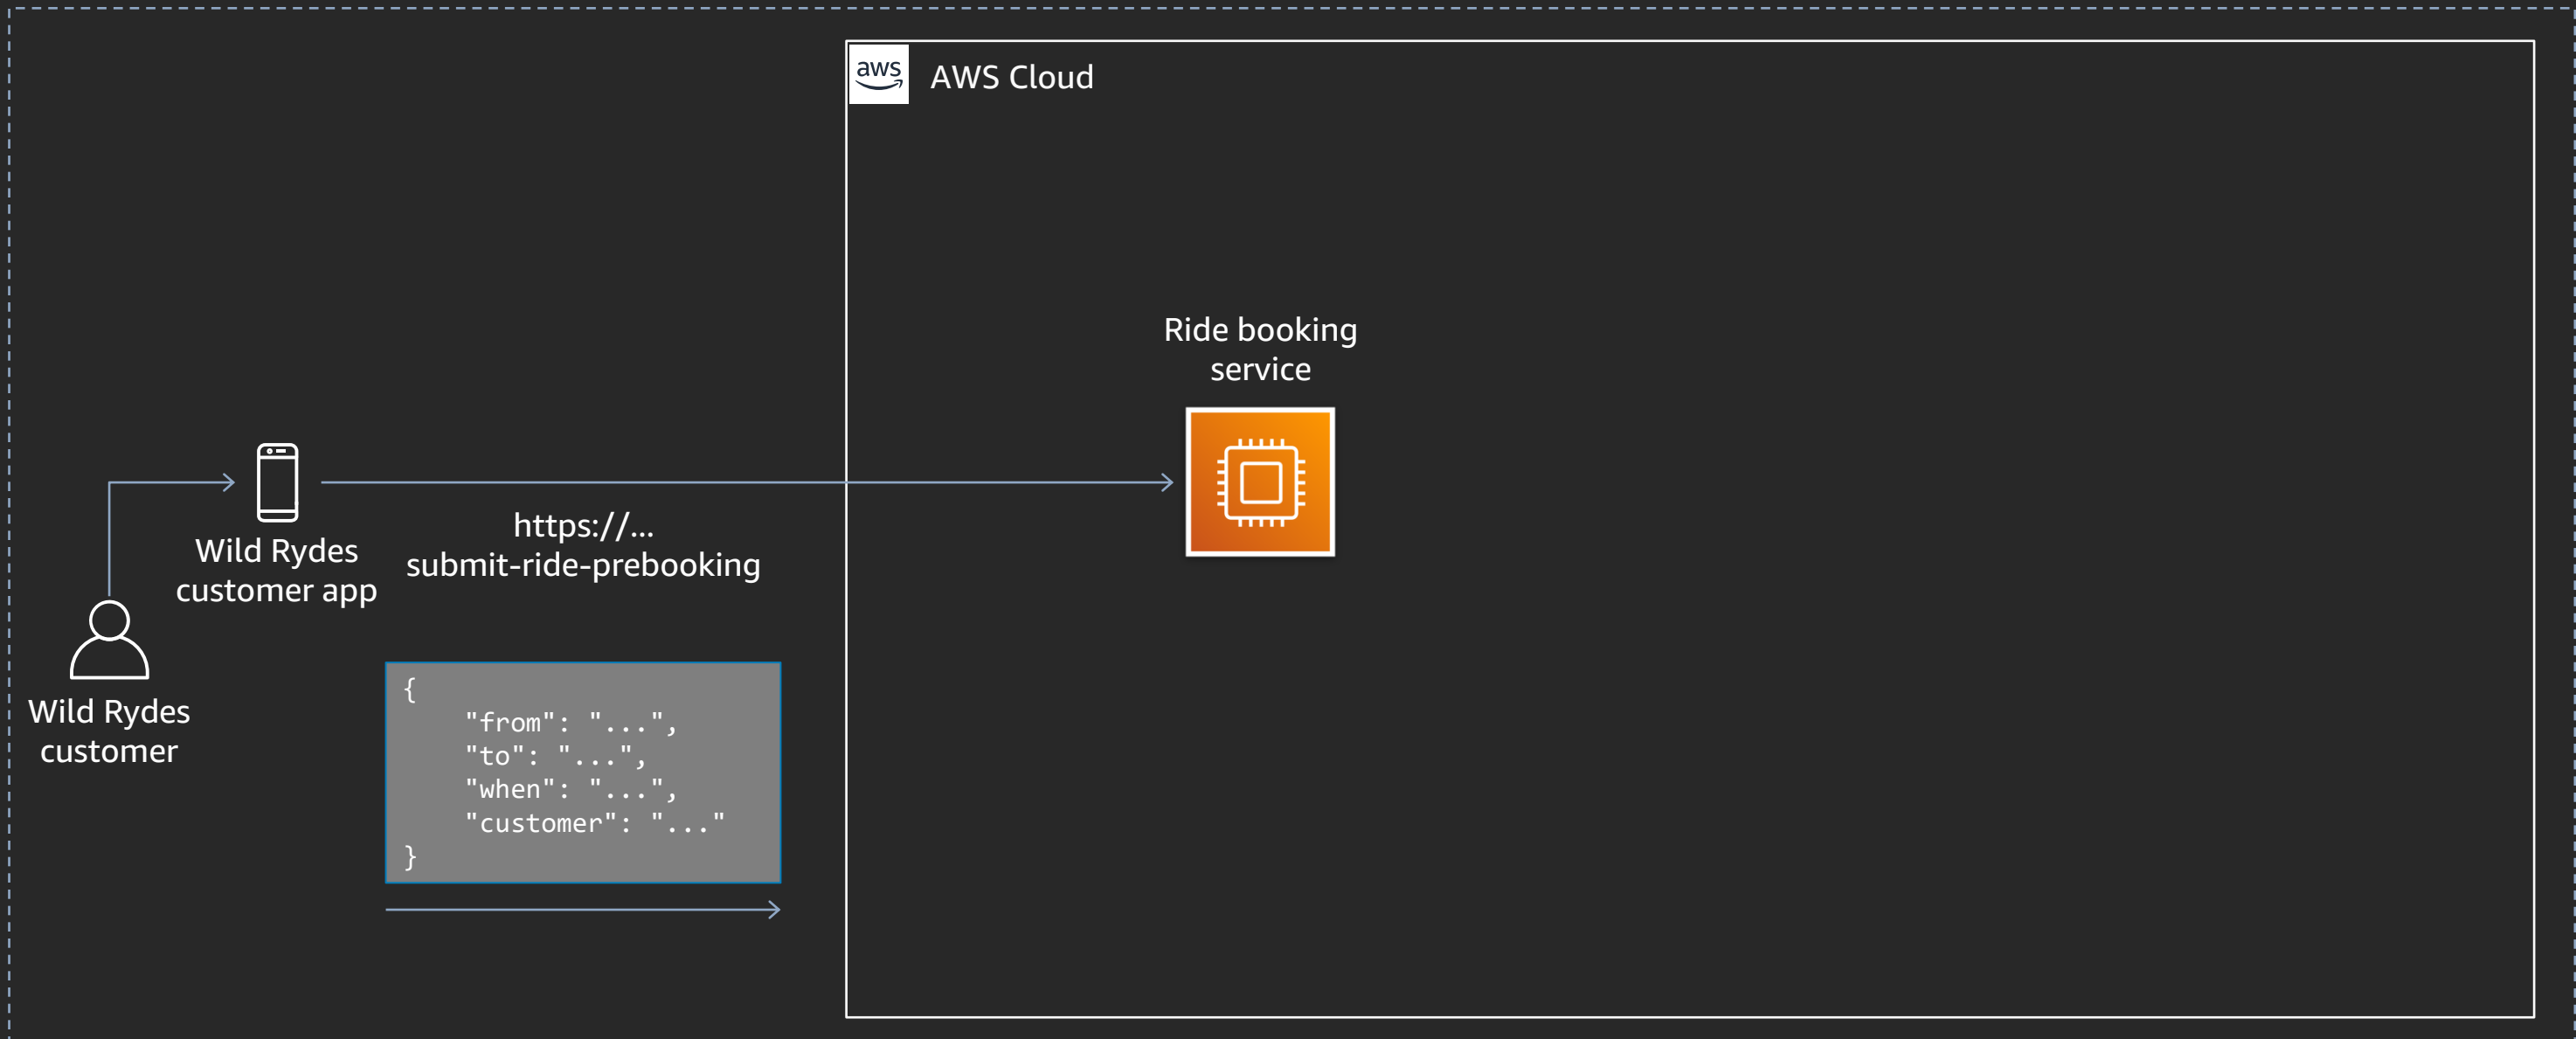 aws
AWS Cloud
Ride booking
service
https://...
submit-ride-prebooking
Wild Rydes
customer app
Wild Rydes
customer
{
"from": "...",
"to": "...",
"when": "...",
"customer": "..."
}